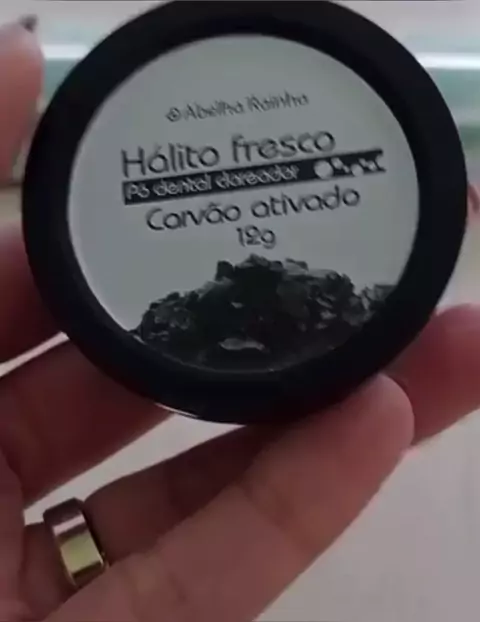 Abelha Rainha
Hálito fresco
Pó dental clareador
Carvão ativado
12g